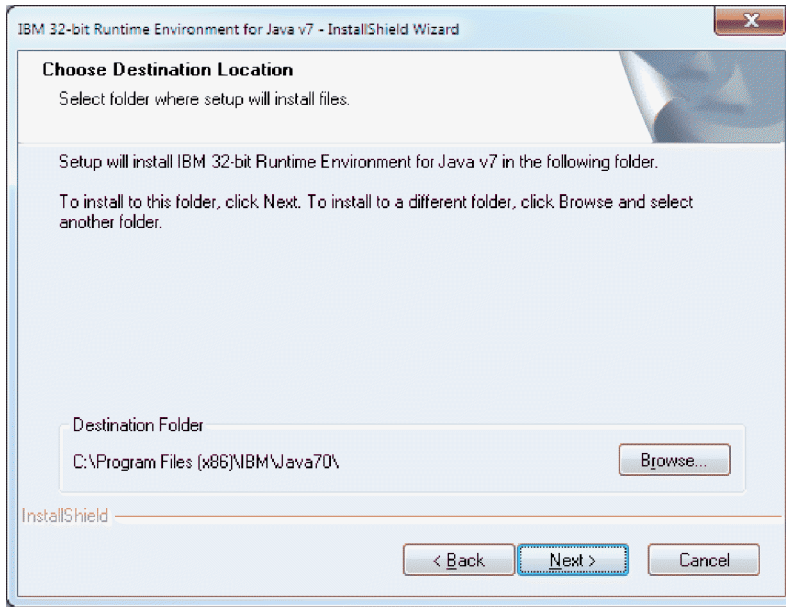 IBM 32-bit Runtime Environment for Java v7 - InstallShield Wizard
Choose Destination Location
Select folder where setup will install files.
Setup will install IBM 32-bit Runtime Environment for Java v7 in the following folder.
To install to this folder, click Next. To install to a different folder, click Browse and select
another folder.
Destination Folder
C:\Program Files (x86)\IBM\Java70\
Browse...
InstallShield
< Back
Next >
Cancel